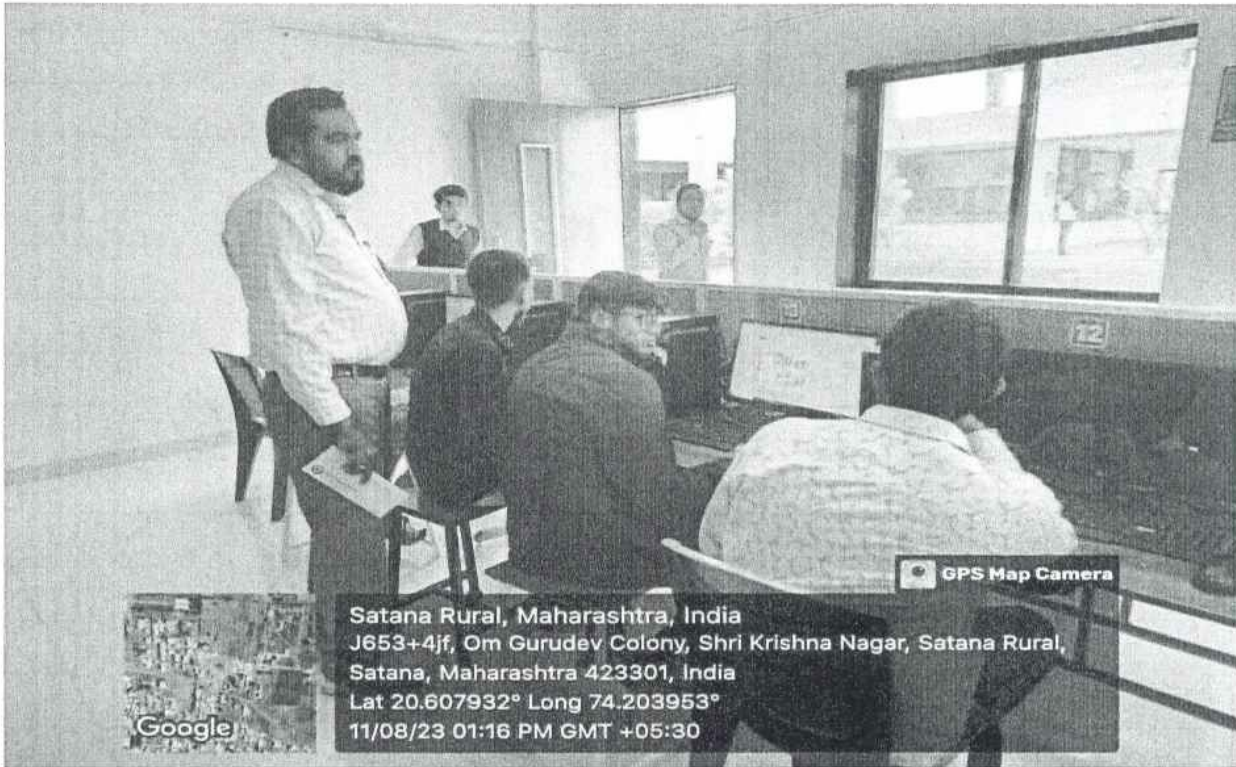 12
GPS Map Camera
Satana Rural, Maharashtra, India
J653+4jf, Om Gurudev Colony, Shri Krishna Nagar, Satana Rural,
Satana, Maharashtra 423301, India
Lat 20.607932° Long 74.203953°
11/08/23 01:16 PM GMT +05:30
Google